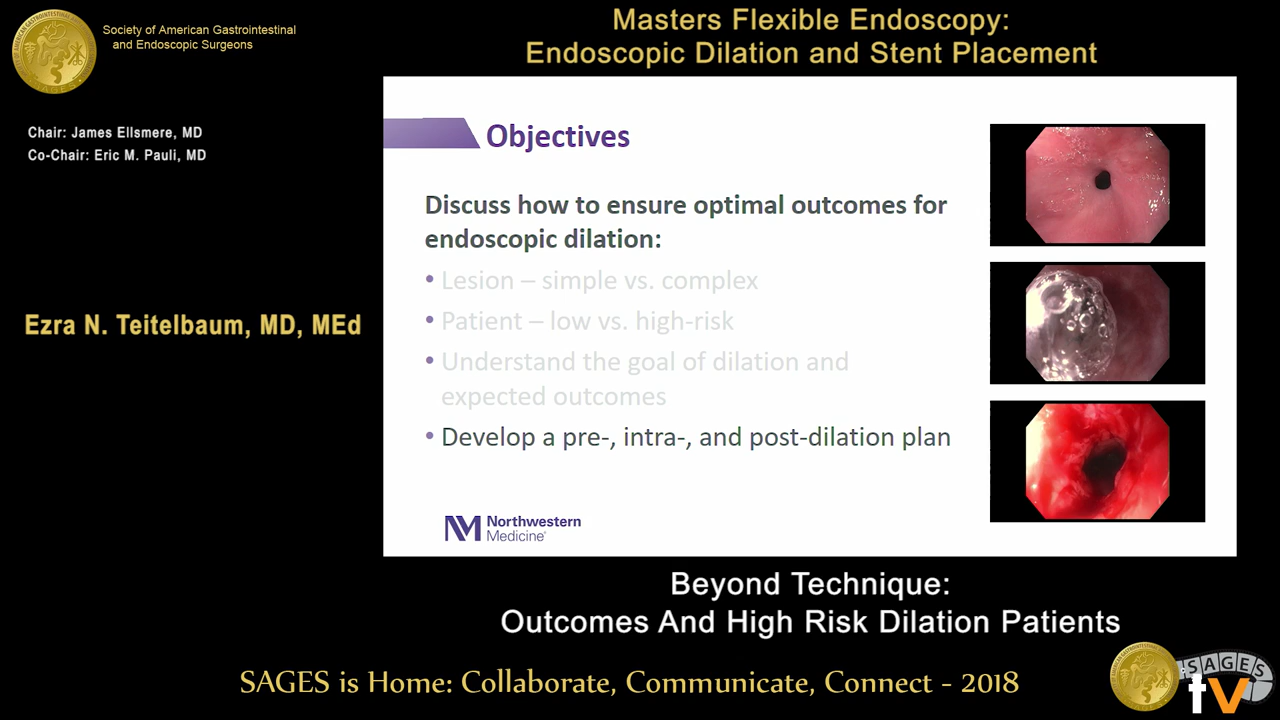 Society of American Gastrointestinal
and Endoscopic Surgeons
Masters Flexible Endoscopy:
Endoscopic Dilation and Stent Placement
Chair: James Ellsmere, MD
Co-Chair: Eric M. Pauli, MD
Ezra N. Teitelbaum, MD, MEd
Objectives
Discuss how to ensure optimal outcomes for
endoscopic dilation:
• Lesion – simple vs. complex
• Patient – low vs. high-risk
• Understand the goal of dilation and
expected outcomes
• Develop a pre-, intra-, and post-dilation plan
NM Northwestern
Medicine®
Beyond Technique:
Outcomes And High Risk Dilation Patients
SAGES is Home: Collaborate, Communicate, Connect - 2018
SAGES
tv